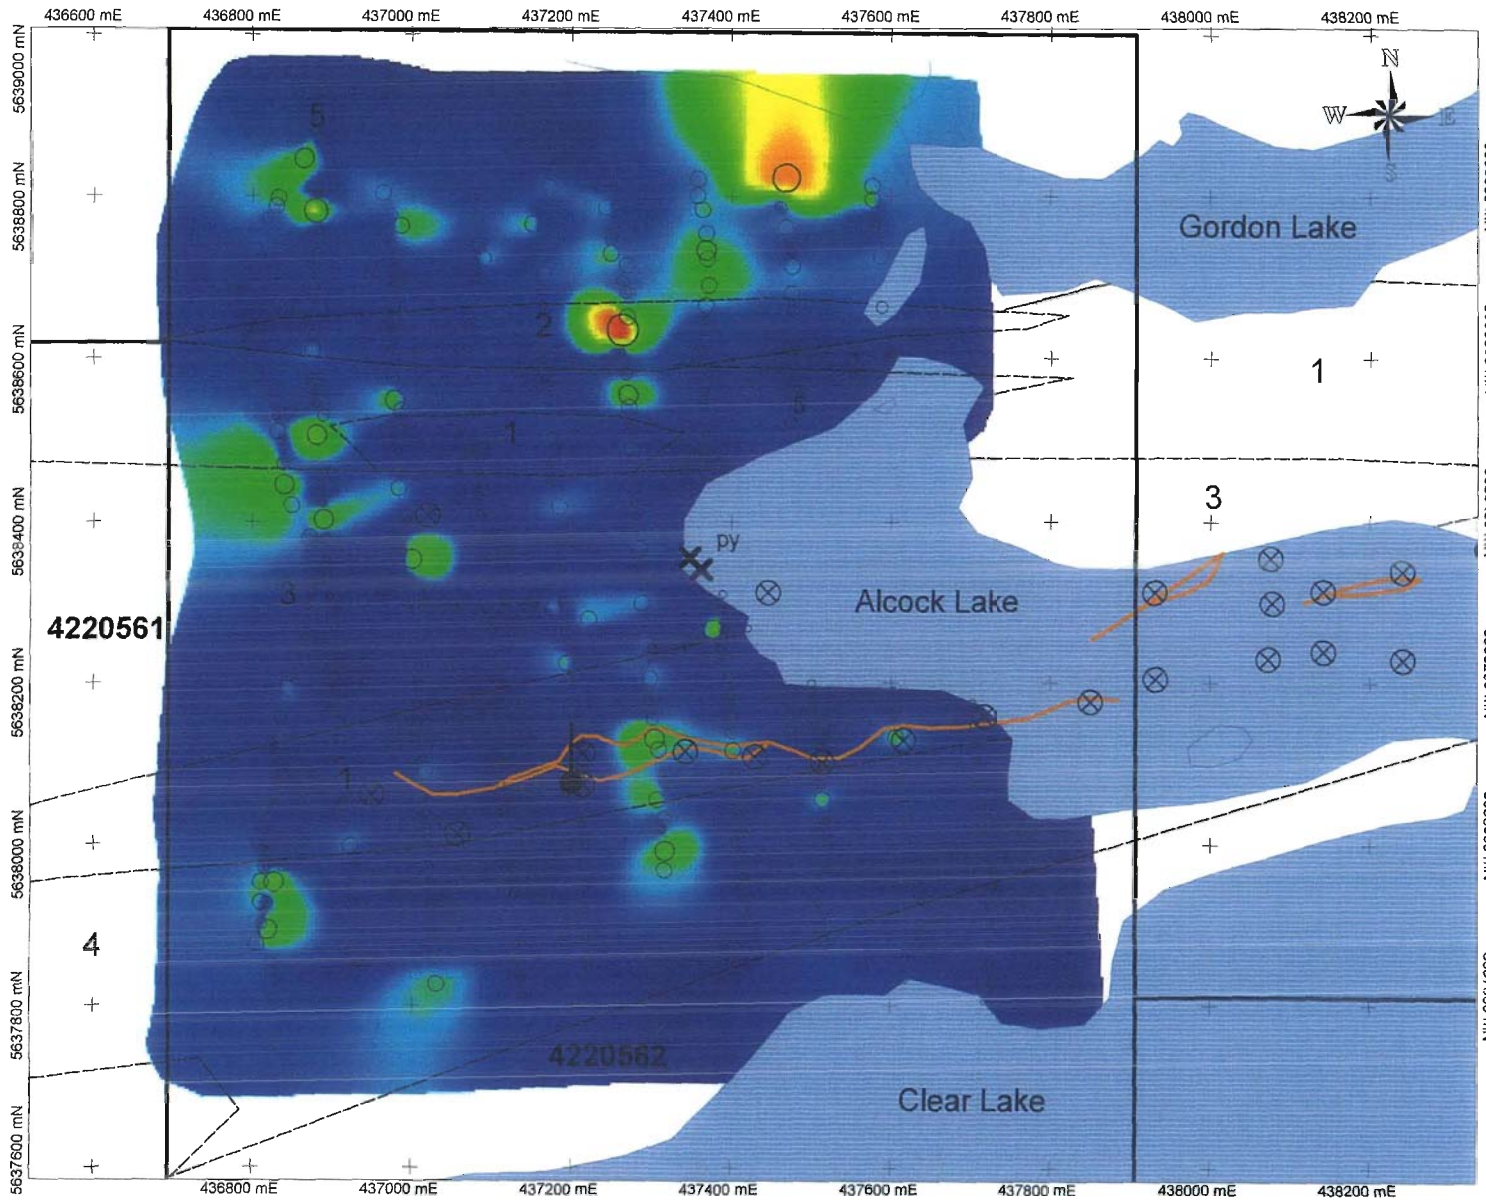 436600 mE 436800 mE 437000 mE 437200 mE 437400 mE 437600 mE 437800 mE 438000 mE 438200 mE
5639000 mN
N
W
E
S
5
5638800 mN
Gordon Lake
2
5638600 mN
1
5
1
3
py
5638400 mN
3
Alcock Lake
4220561
5638200 mN
1
5638000 mN
4
5637800 mN
4220562
Clear Lake
5637600 mN
436800 mE 437000 mE 437200 mE 437400 mE 437600 mE 437800 mE 438000 mE 438200 mE